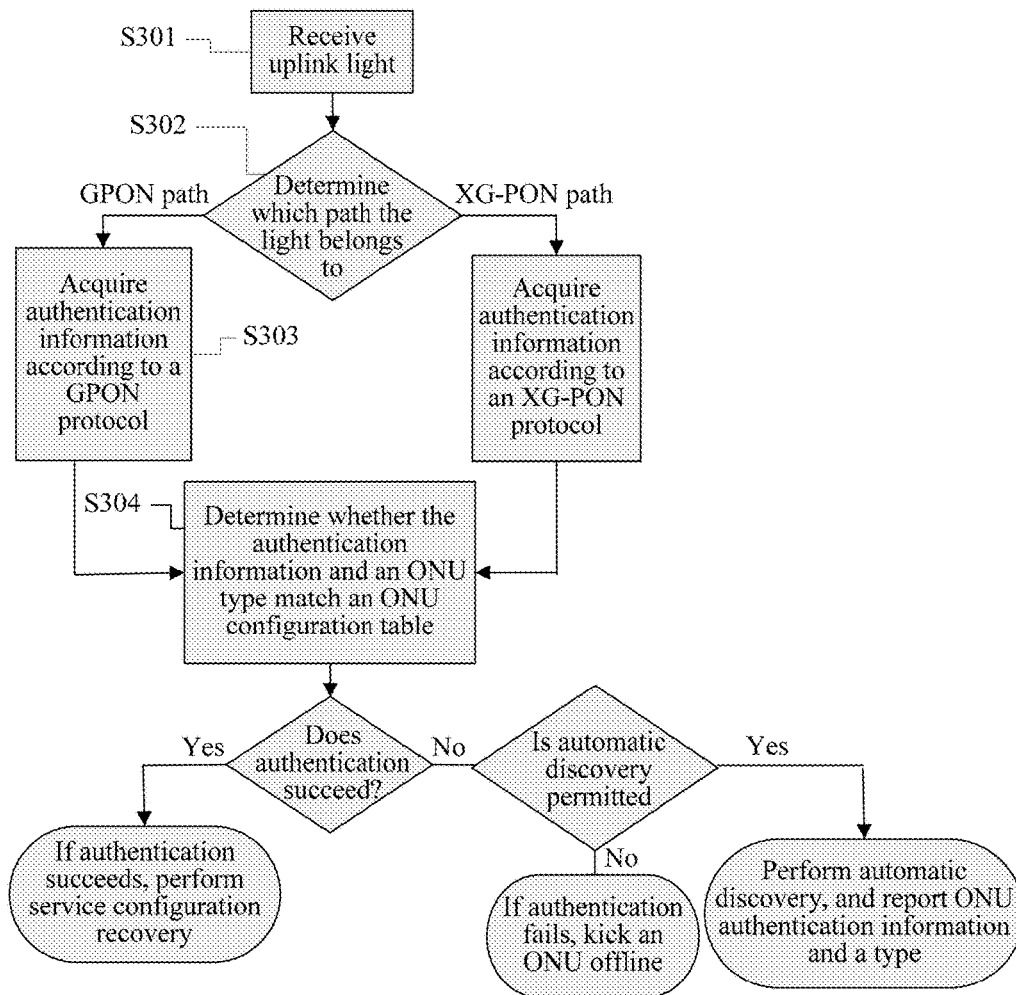 S301
Receive
uplink light
S302
GPON path
Determine
which path the
light belongs
to
XG-PON path
Acquire
authentication
information
according to a
GPON
protocol
S303
Acquire
authentication
information
according to
an XG-PON
protocol
S304
Determine whether the
authentication
information and an ONU
type match an ONU
configuration table
Yes
Does
authentication
succeed?
No
Is automatic
discovery
permitted
Yes
No
If authentication
succeeds, perform
service configuration
recovery
If authentication
fails, kick an
ONU offline
Perform automatic
discovery, and report ONU
authentication information
and a type